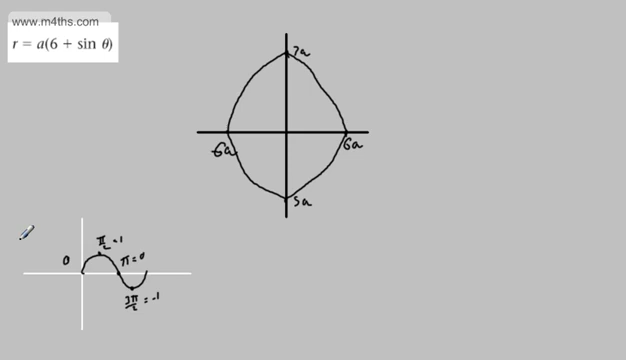 www.m4ths.com
r = a(6 + sin θ)
7a
6a
6a
5a
0
π/2 = 1
π = 0
3π/2 = -1